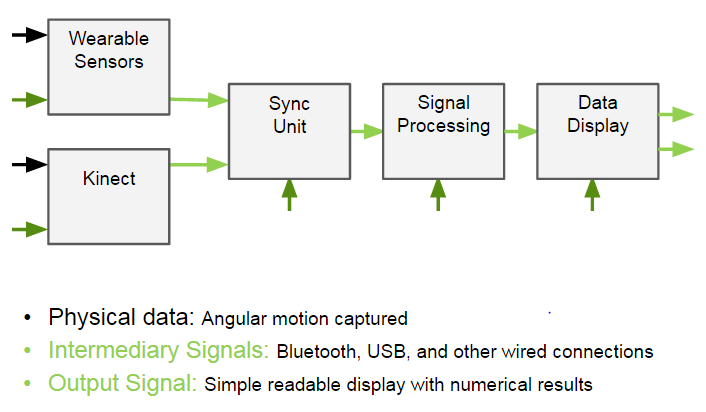 Wearable
Sensors
Kinect
Sync
Unit
Signal
Processing
Data
Display
• Physical data: Angular motion captured
• Intermediary Signals: Bluetooth, USB, and other wired connections
• Output Signal: Simple readable display with numerical results